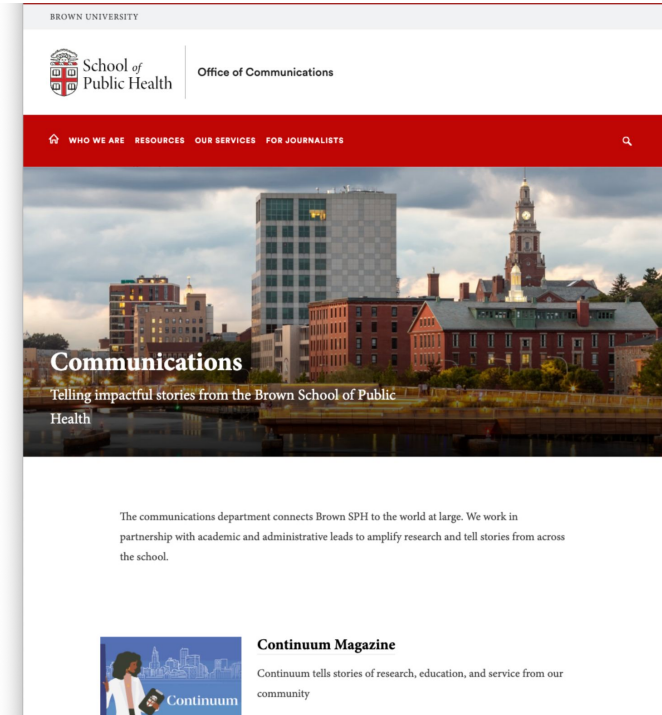 BROWN UNIVERSITY
School of
Public Health
Office of Communications
WHO WE ARE RESOURCES OUR SERVICES FOR JOURNALISTS
Communications
Telling impactful stories from the Brown School of Public
Health
The communications department connects Brown SPH to the world at large. We work in
partnership with academic and administrative leads to amplify research and tell stories from across
the school.
Continuum Magazine
Continuum tells stories of research, education, and service from our
community
Continuum